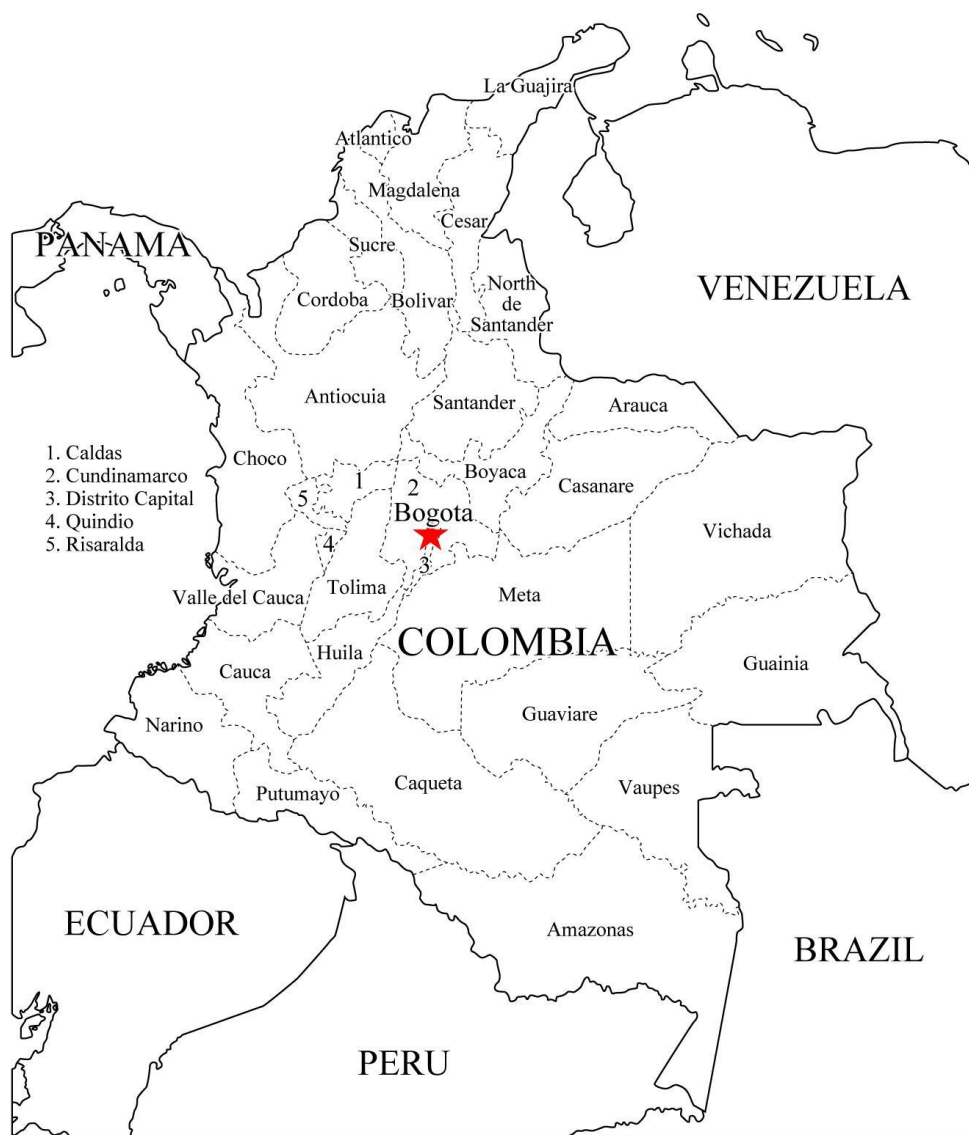 La Guajira
Atlantico
Magdalena
Cesar
PANAMA
Sucre
VENEZUELA
North
de
Santander
Cordoba
Bolivar
Antiocuia
Santander
Arauca
1. Caldas
2. Cundinamarco
3. Distrito Capital
4. Quindio
5. Risaralda
Choco
1
2
5
Boyaca
Casanare
Bogota
Vichada
4
3
Valle del Cauca
Tolima
Meta
COLOMBIA
Huila
Cauca
Guainia
Narino
Guaviare
Putumayo
Caqueta
Vaupes
ECUADOR
Amazonas
BRAZIL
PERU